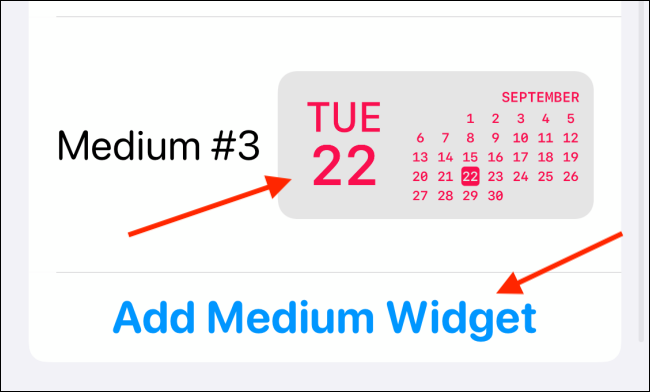 Medium #3
TUE
22
SEPTEMBER
1 2 3 4 5
6 7 8 9 10 11 12
13 14 15 16 17 18 19
20 21 22 23 24 25 26
27 28 29 30
Add Medium Widget